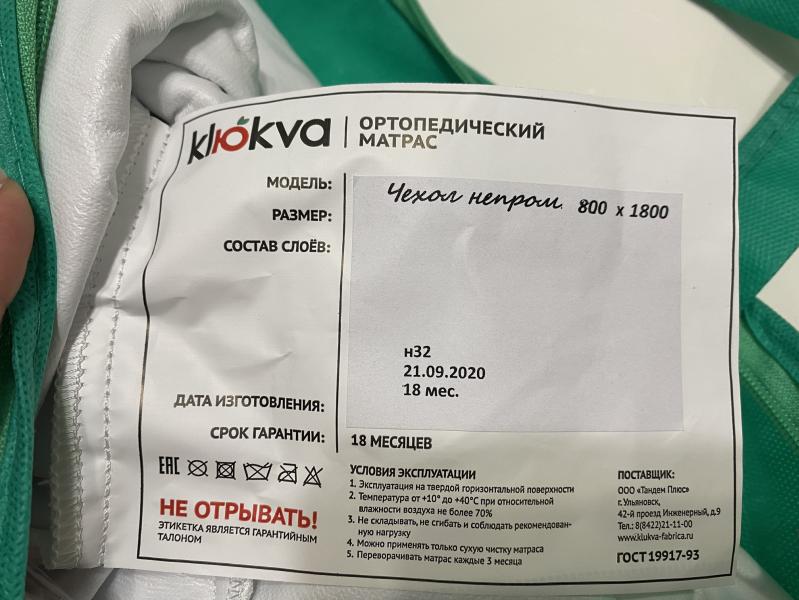 klюkva
ОРТОПЕДИЧЕСКИЙ
МАТРАС
МОДЕЛЬ:
Чехол непром. 800 х 1800
РАЗМЕР:
СОСТАВ СЛОЁВ:
н32
21.09.2020
18 мес.
ДАТА ИЗГОТОВЛЕНИЯ:
СРОК ГАРАНТИИ:
18 МЕСЯЦЕВ
ЕАС
НЕ ОТРЫВАТЬ!
ЭТИКЕТКА ЯВЛЯЕТСЯ ГАРАНТИЙНЫМ
ТАЛОНОМ
УСЛОВИЯ ЭКСПЛУАТАЦИИ
1. Эксплуатация на твердой горизонтальной поверхности
2. Температура от +10° до +40°С при относительной
влажности воздуха не более 70%
3. Не складывать, не сгибать и соблюдать рекомендован-
ную нагрузку
4. Можно применять только сухую чистку матраса
5. Переворачивать матрас каждые 3 месяца
ПОСТАВЩИК:
ООО «Тандем Плюс»
г.Ульяновск,
42-й проезд Инженерный, д.9
Тел.: 8(8422)21-11-00
www.klukva-fabrica.ru
ГОСТ 19917-93